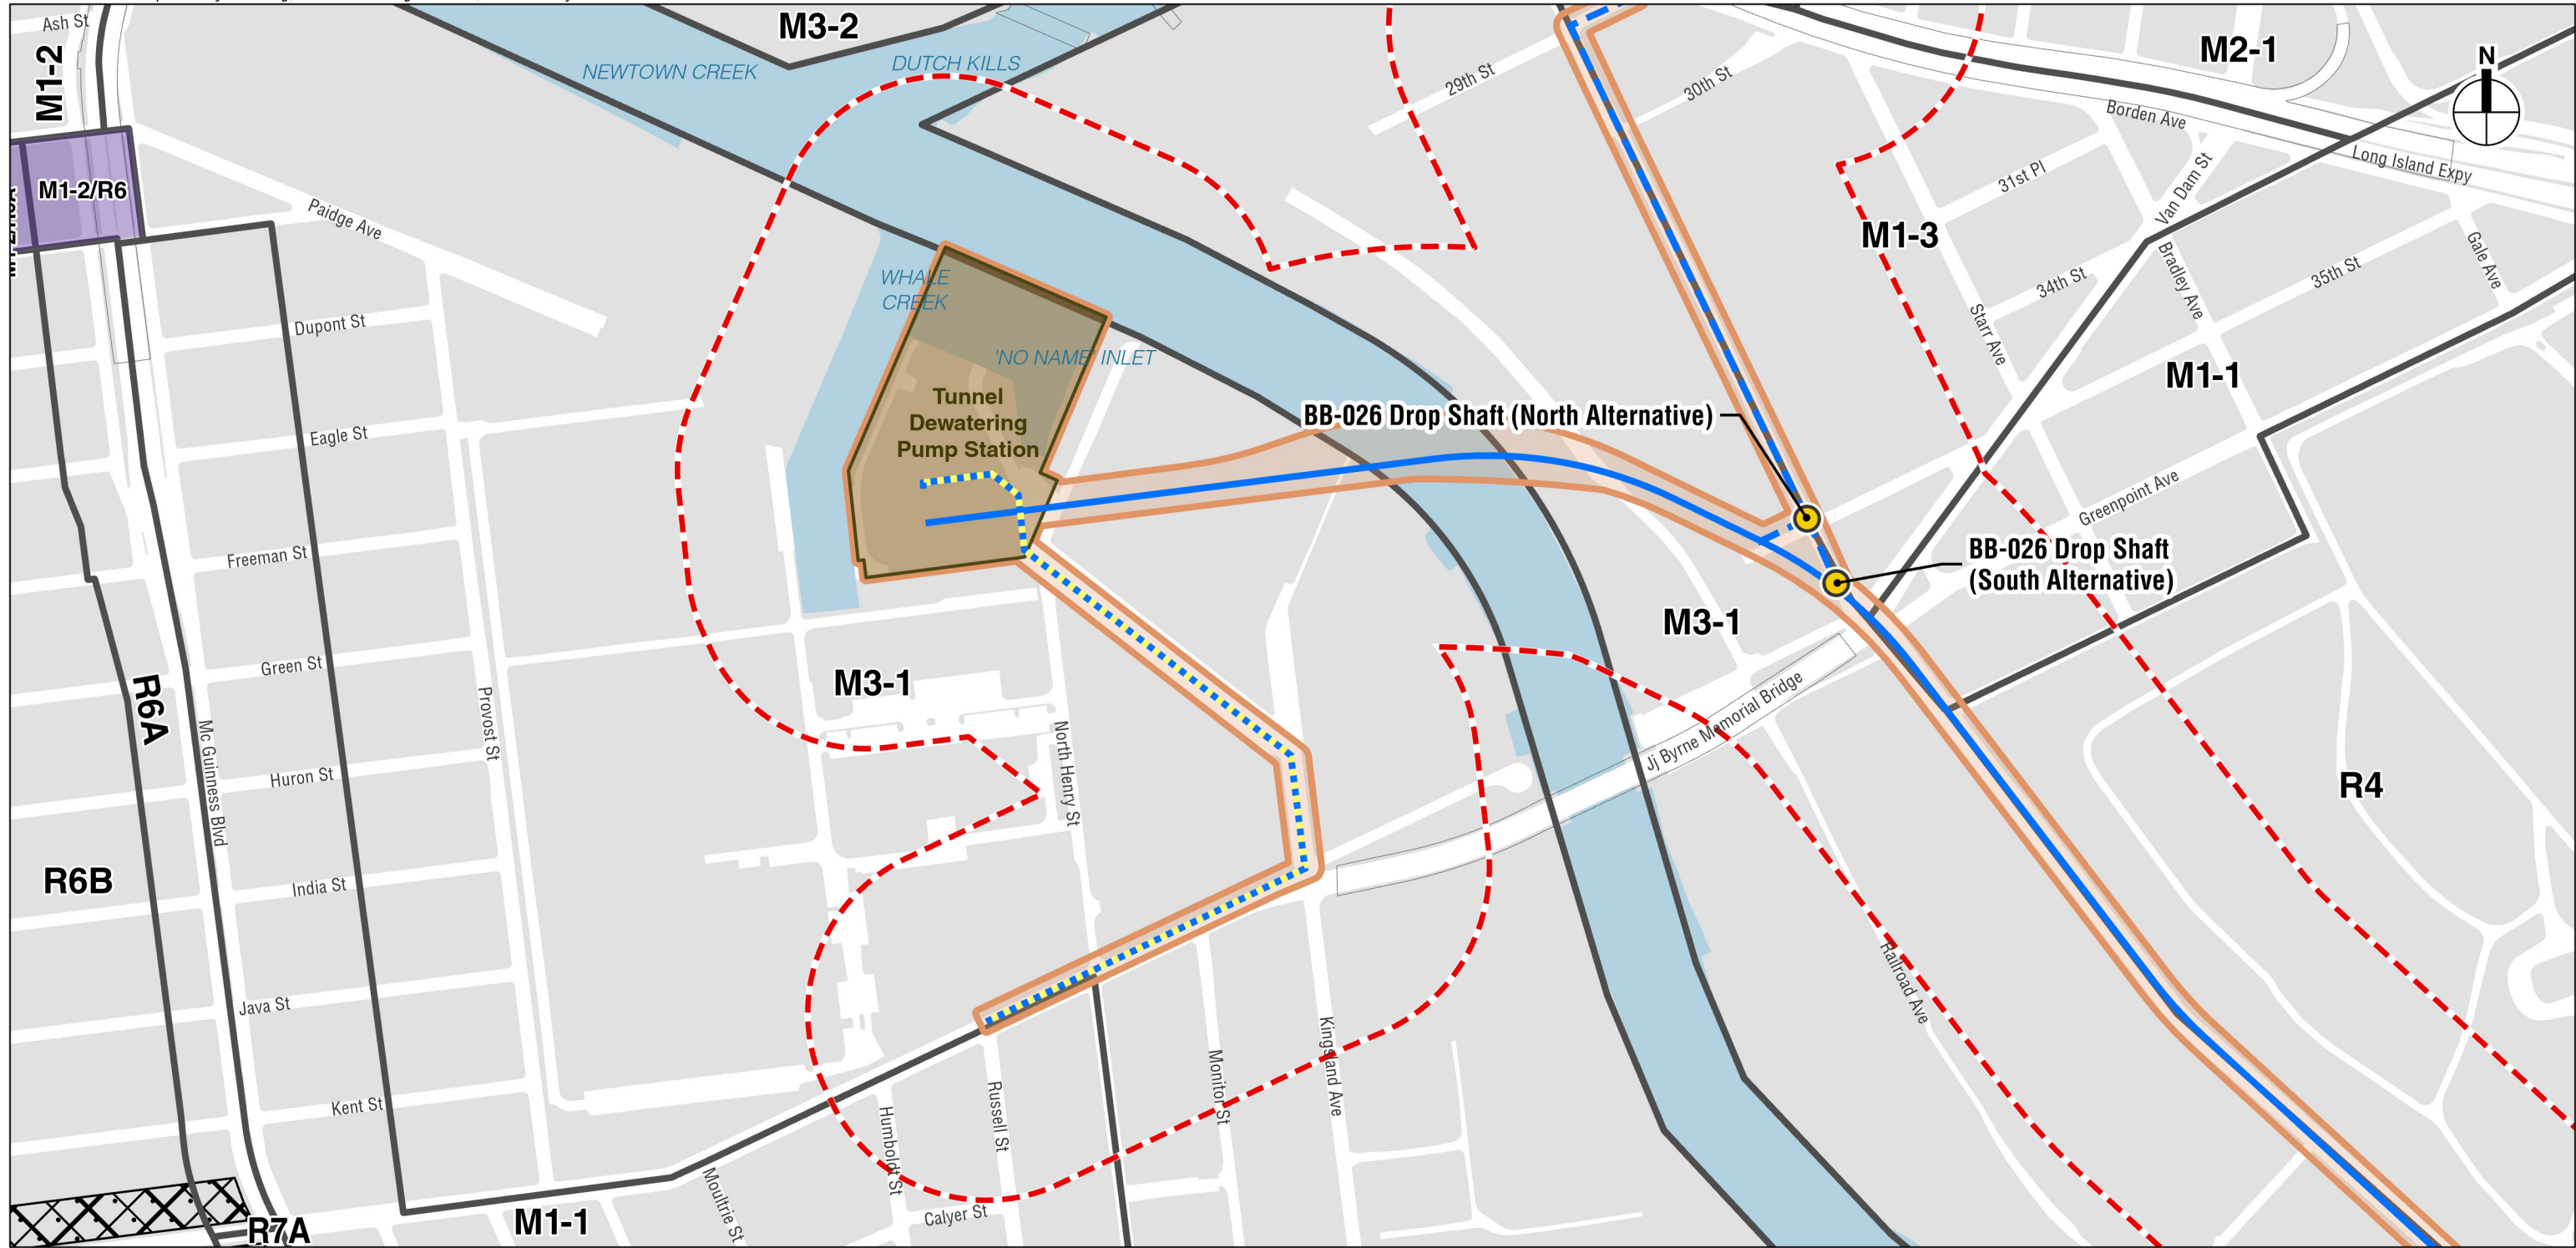 Ash St
M3-2
M2-1
N
M1-2
NEWTOWN CREEK
DUTCH KILLS
29th St
30th St
Borden Ave
Long Island Expy
M1-2/R6
Paidge Ave
31st Pl
Van Dam St
M1-3
Gale Ave
WHALE
CREEK
34th St
Bradley Ave
35th St
Dupont St
Starr Ave
'NO NAME' INLET
M1-1
Tunnel
Dewatering
Pump Station
BB-026 Drop Shaft (North Alternative)
Eagle St
Greenpoint Ave
Freeman St
BB-026 Drop Shaft
(South Alternative)
M3-1
Green St
M3-1
R6A
Provost St
Mc Guinness Blvd
North Henry St
Jj Byrne Memorial Bridge
Huron St
R4
R6B
India St
Java St
Railroad Ave
Kingsland Ave
Monitor St
Russell St
Humboldt St
Kent St
Moultrie St
Calyer St
M1-1
R7A